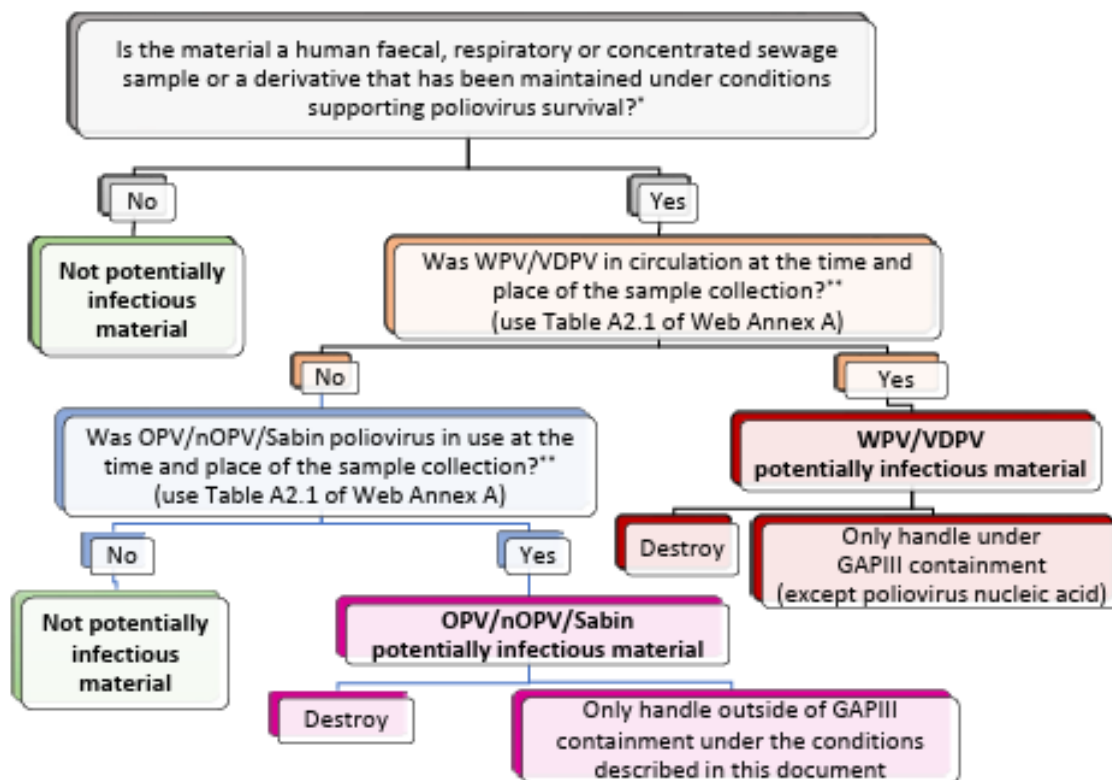 Is the material a human faecal, respiratory or concentrated sewage
sample or a derivative that has been maintained under conditions
supporting poliovirus survival?*
No
Yes
Not potentially
infectious
material
Was WPV/VDPV in circulation at the time and
place of the sample collection?**
(use Table A2.1 of Web Annex A)
No
Yes
Was OPV/nOPV/Sabin poliovirus in use at the
time and place of the sample collection?**
(use Table A2.1 of Web Annex A)
WPV/VDPV
potentially infectious material
No
Yes
Destroy
Only handle under
GAPIII containment
(except poliovirus nucleic acid)
Not potentially
infectious
material
OPV/nOPV/Sabin
potentially infectious material
Destroy
Only handle outside of GAPIII
containment under the conditions
described in this document